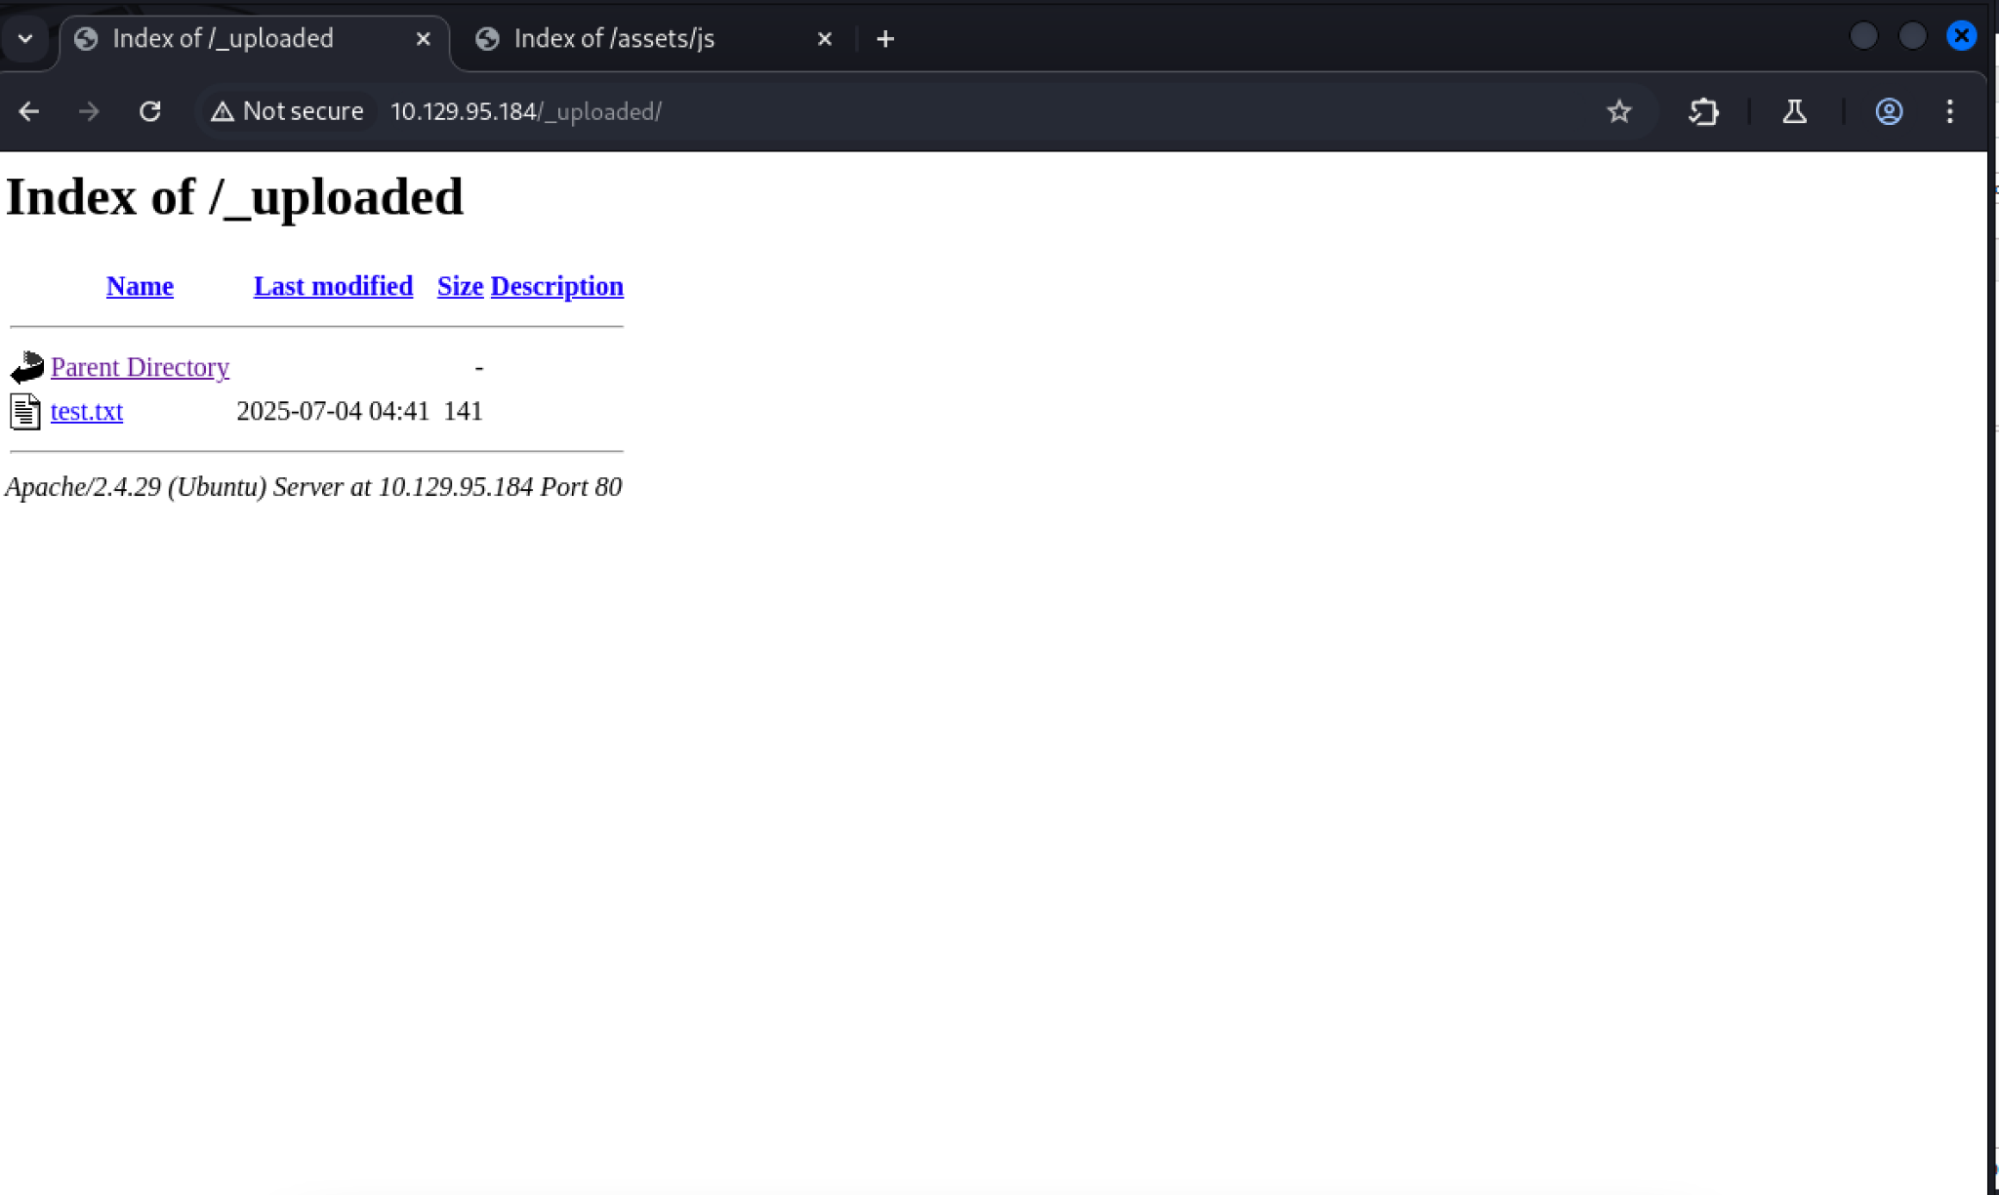 Index of /_uploaded
Index of /assets/js
Not secure 10.129.95.184/_uploaded/
Index of /_uploaded
Name Last modified Size Description
Parent Directory -
test.txt 2025-07-04 04:41 141
Apache/2.4.29 (Ubuntu) Server at 10.129.95.184 Port 80